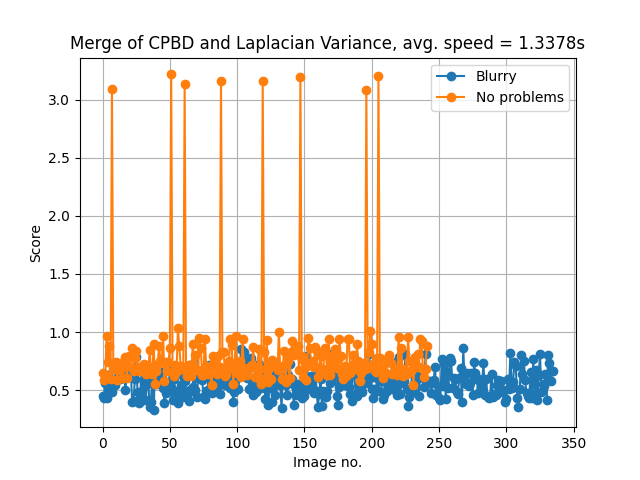 Merge of CPBD and Laplacian Variance, avg. speed = 1.3378s
Blurry
No problems
3.0
2.5
2.0
1.5
1.0
0.5
Score
0 50 100 150 200 250 300 350
Image no.